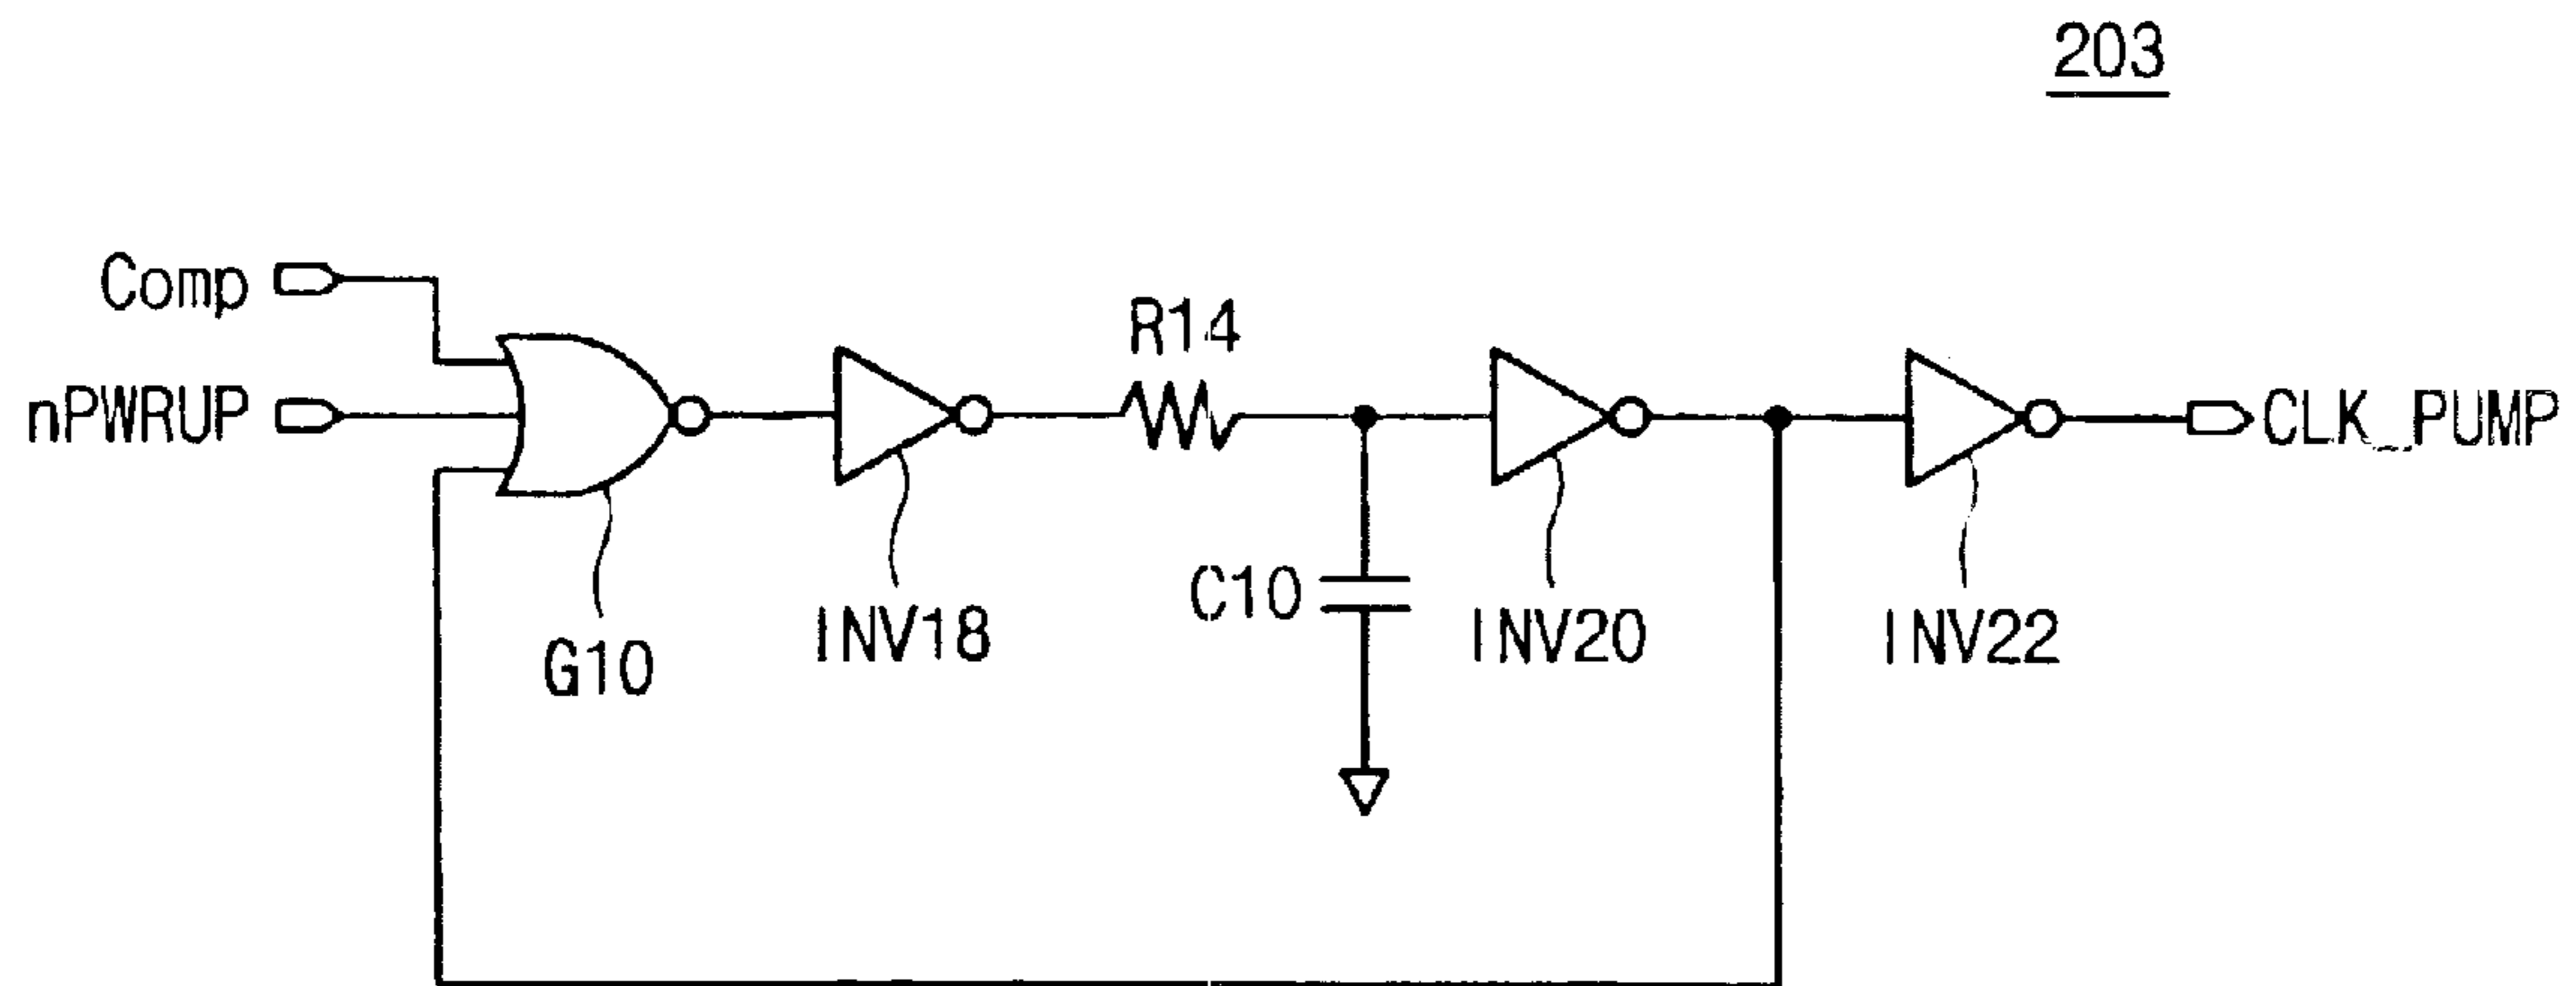 203
Comp
nPWRUP
R14
CLK_PUMP
C10
G10
INV18
INV20
INV22